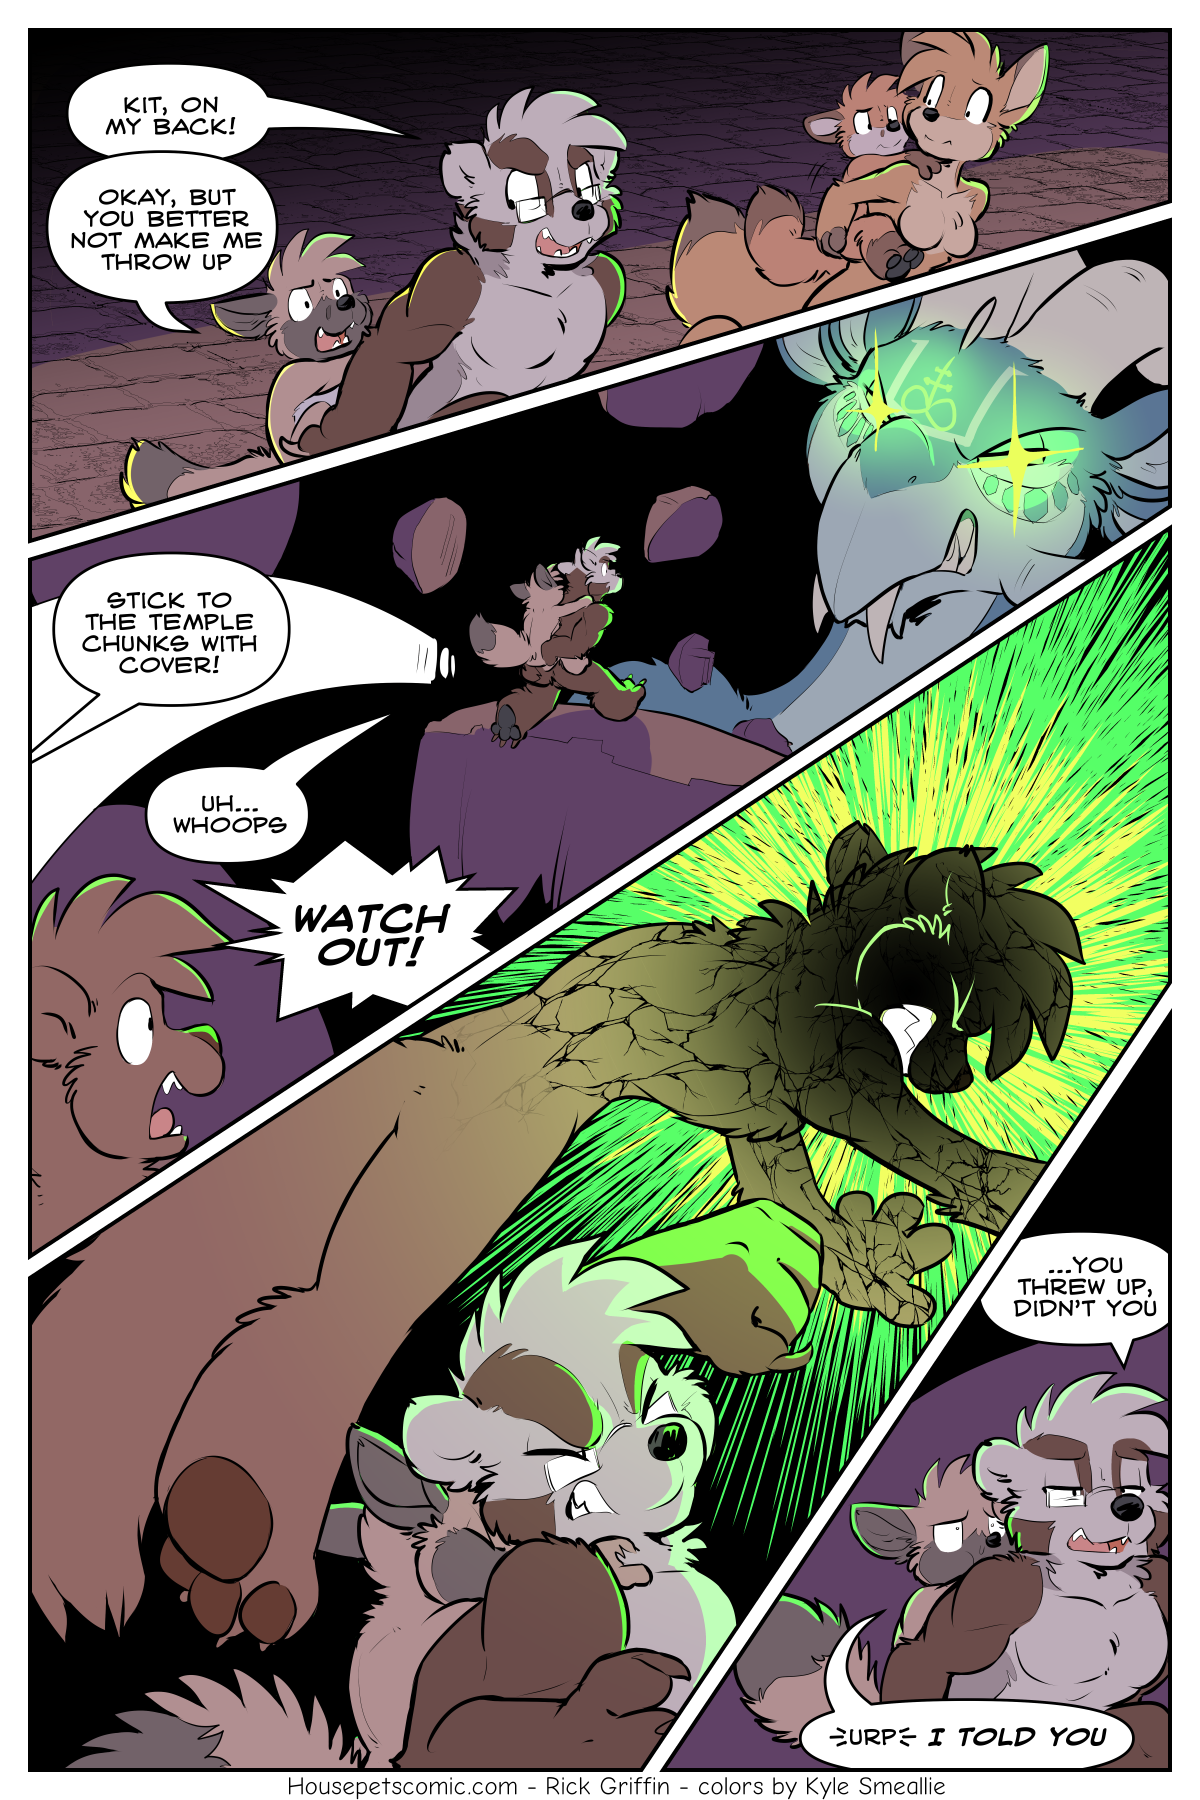 KIT, ON
MY BACK!
OKAY, BUT
YOU BETTER
NOT MAKE ME
THROW UP
STICK TO
THE TEMPLE
CHUNKS WITH
COVER!
UH...
WHOOPS
WATCH
OUT!
...YOU
THREW UP,
DIDN'T YOU
URP I TOLD YOU
Housepetscomic.com - Rick Griffin - colors by Kyle Smeallie